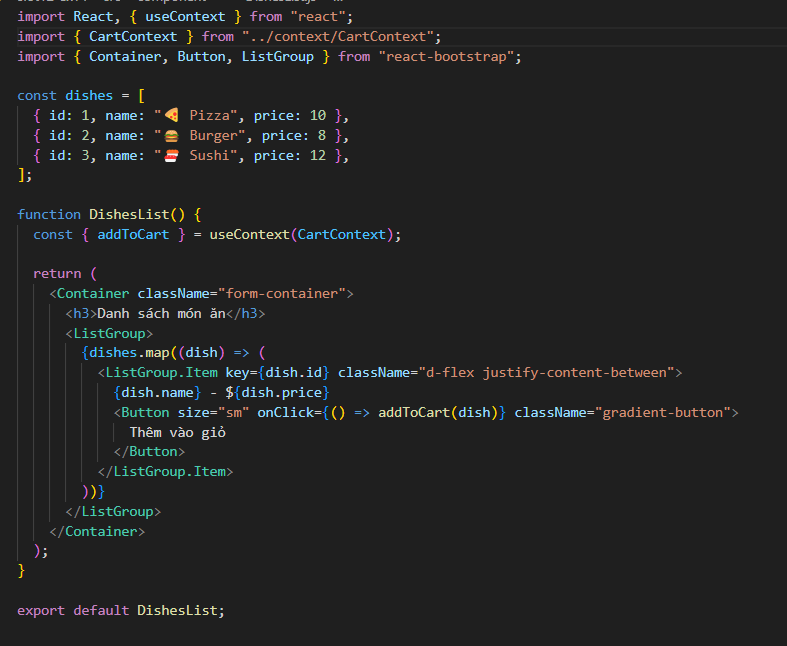 import React, { useContext } from "react";
import { CartContext } from "../context/CartContext";
import { Container, Button, ListGroup } from "react-bootstrap";

const dishes = [
  { id: 1, name: "🍕 Pizza", price: 10 },
  { id: 2, name: "🍔 Burger", price: 8 },
  { id: 3, name: "🍣 Sushi", price: 12 },
];

function DishesList() {
  const { addToCart } = useContext(CartContext);

  return (
    <Container className="form-container">
      <h3>Danh sách món ăn</h3>
      <ListGroup>
        {dishes.map((dish) => (
          <ListGroup.Item key={dish.id} className="d-flex justify-content-between">
            {dish.name} - ${dish.price}
            <Button size="sm" onClick={() => addToCart(dish)} className="gradient-button">
              Thêm vào giỏ
            </Button>
          </ListGroup.Item>
        ))}
      </ListGroup>
    </Container>
  );
}

export default DishesList;